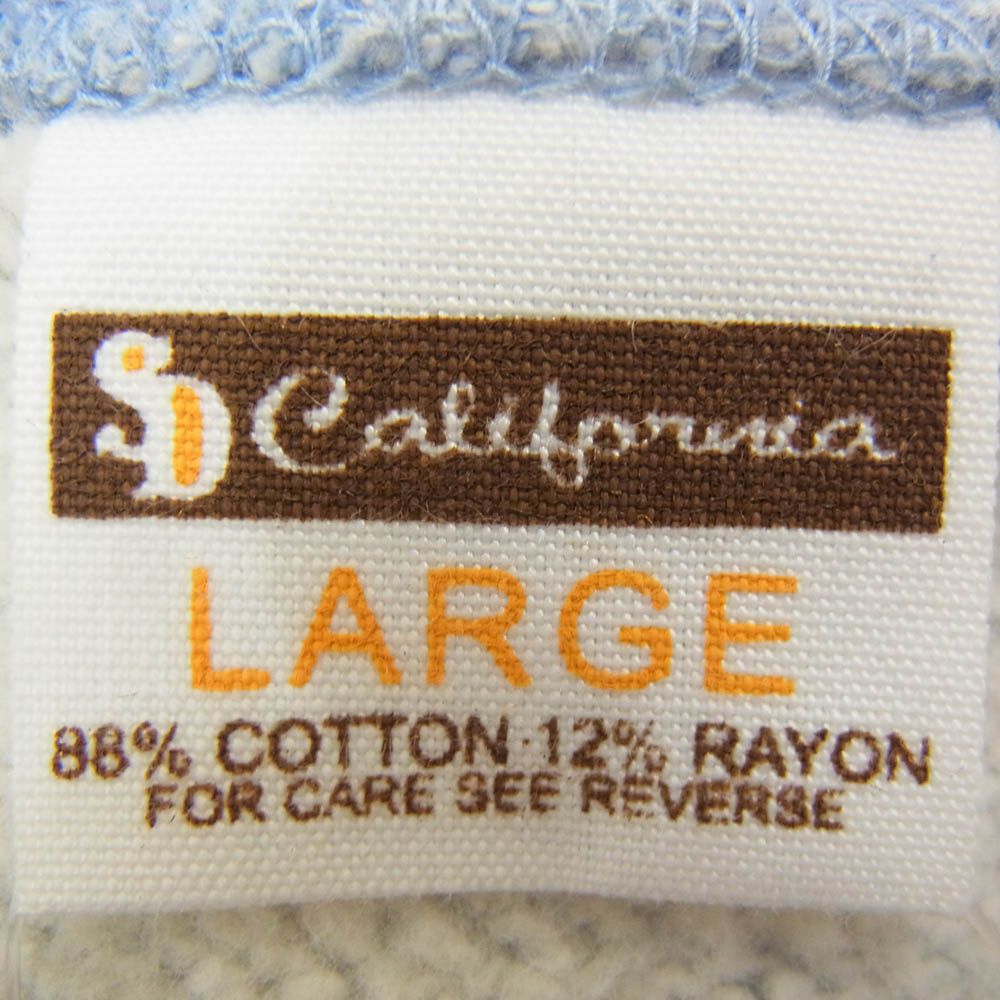 SD California
LARGE
88% COTTON·12% RAYON
FOR CARE SEE REVERSE